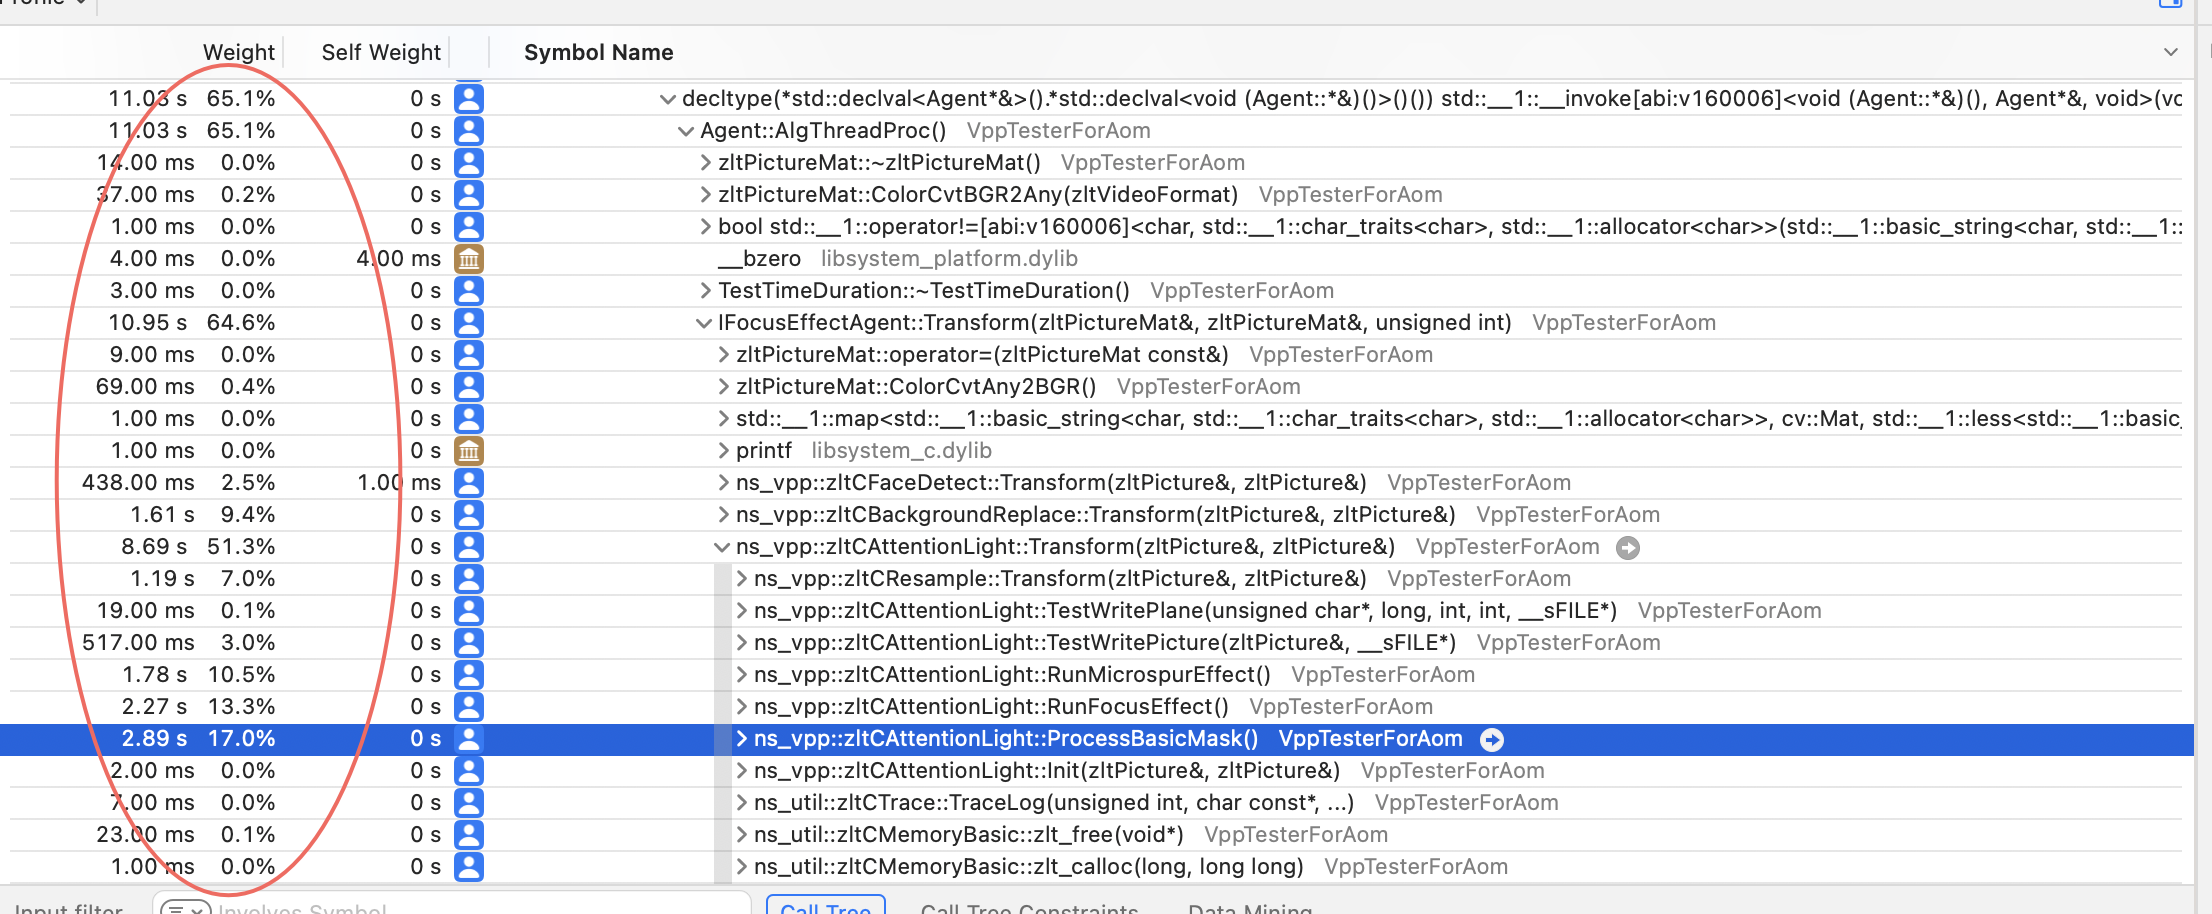 Profile
Weight Self Weight Symbol Name
11.03 s 65.1% 0 s decltype(*std::declval<Agent*&>().*std::declval<void (Agent::*&)()>()()) std::__1::__invoke[abi:v160006]<void (Agent::*&)(), Agent*&, void>(vo
11.03 s 65.1% 0 s Agent::AlgThreadProc() VppTesterForAom
14.00 ms 0.0% 0 s zltPictureMat::~zltPictureMat() VppTesterForAom
37.00 ms 0.2% 0 s zltPictureMat::ColorCvtBGR2Any(zltVideoFormat) VppTesterForAom
1.00 ms 0.0% 0 s bool std::__1::operator!=[abi:v160006]<char, std::__1::char_traits<char>, std::__1::allocator<char>>(std::__1::basic_string<char, std::__1::
4.00 ms 0.0% 4.00 ms __bzero libsystem_platform.dylib
3.00 ms 0.0% 0 s TestTimeDuration::~TestTimeDuration() VppTesterForAom
10.95 s 64.6% 0 s IFocusEffectAgent::Transform(zltPictureMat&, zltPictureMat&, unsigned int) VppTesterForAom
9.00 ms 0.0% 0 s zltPictureMat::operator=(zltPictureMat const&) VppTesterForAom
69.00 ms 0.4% 0 s zltPictureMat::ColorCvtAny2BGR() VppTesterForAom
1.00 ms 0.0% 0 s std::__1::map<std::__1::basic_string<char, std::__1::char_traits<char>, std::__1::allocator<char>>, cv::Mat, std::__1::less<std::__1::basic_
1.00 ms 0.0% 0 s printf libsystem_c.dylib
438.00 ms 2.5% 1.00 ms ns_vpp::zltCFaceDetect::Transform(zltPicture&, zltPicture&) VppTesterForAom
1.61 s 9.4% 0 s ns_vpp::zltCBackgroundReplace::Transform(zltPicture&, zltPicture&) VppTesterForAom
8.69 s 51.3% 0 s ns_vpp::zltCAttentionLight::Transform(zltPicture&, zltPicture&) VppTesterForAom
1.19 s 7.0% 0 s ns_vpp::zltCResample::Transform(zltPicture&, zltPicture&) VppTesterForAom
19.00 ms 0.1% 0 s ns_vpp::zltCAttentionLight::TestWritePlane(unsigned char*, long, int, int, __sFILE*) VppTesterForAom
517.00 ms 3.0% 0 s ns_vpp::zltCAttentionLight::TestWritePicture(zltPicture&, __sFILE*) VppTesterForAom
1.78 s 10.5% 0 s ns_vpp::zltCAttentionLight::RunMicrospurEffect() VppTesterForAom
2.27 s 13.3% 0 s ns_vpp::zltCAttentionLight::RunFocusEffect() VppTesterForAom
2.89 s 17.0% 0 s ns_vpp::zltCAttentionLight::ProcessBasicMask() VppTesterForAom
2.00 ms 0.0% 0 s ns_vpp::zltCAttentionLight::Init(zltPicture&, zltPicture&) VppTesterForAom
7.00 ms 0.0% 0 s ns_util::zltCTrace::TraceLog(unsigned int, char const*, ...) VppTesterForAom
23.00 ms 0.1% 0 s ns_util::zltCMemoryBasic::zlt_free(void*) VppTesterForAom
1.00 ms 0.0% 0 s ns_util::zltCMemoryBasic::zlt_calloc(long, long long) VppTesterForAom
Input filter Involves Symbol Call Tree Call Tree Constraints Data Mining